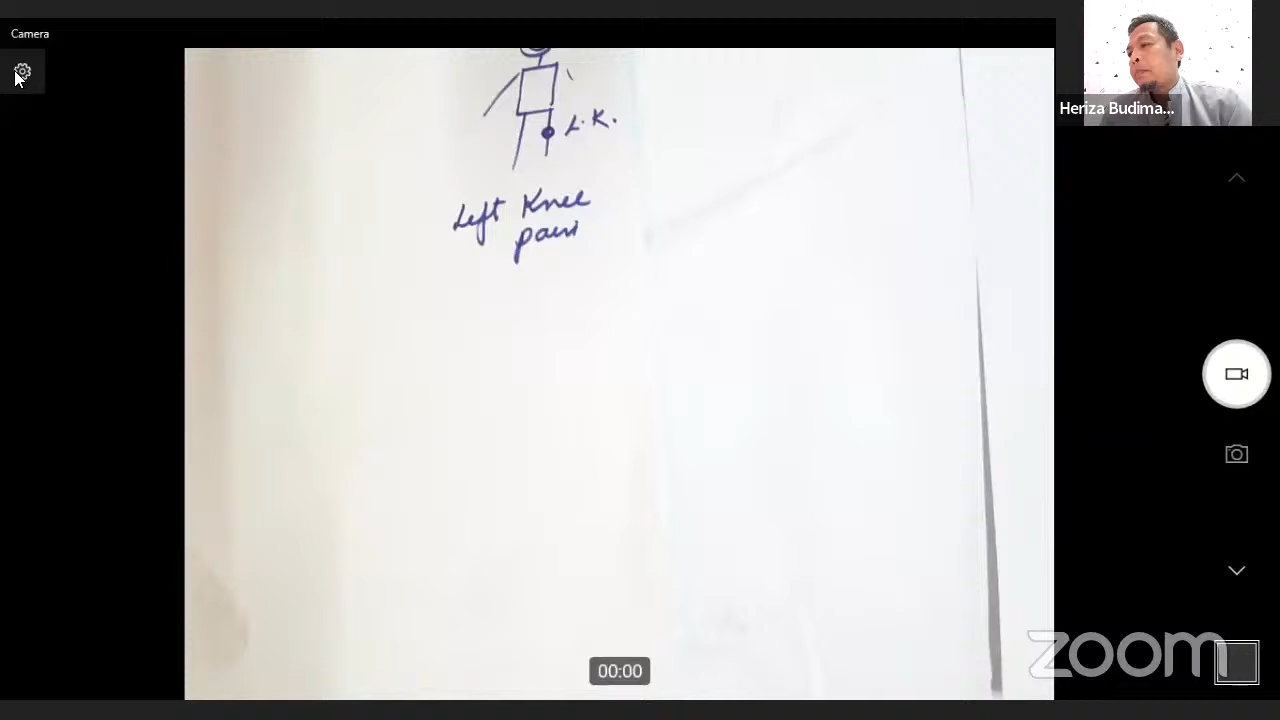 Camera
Heriza Budima...
L.K.
Left Knee
pain
00:00
zoom